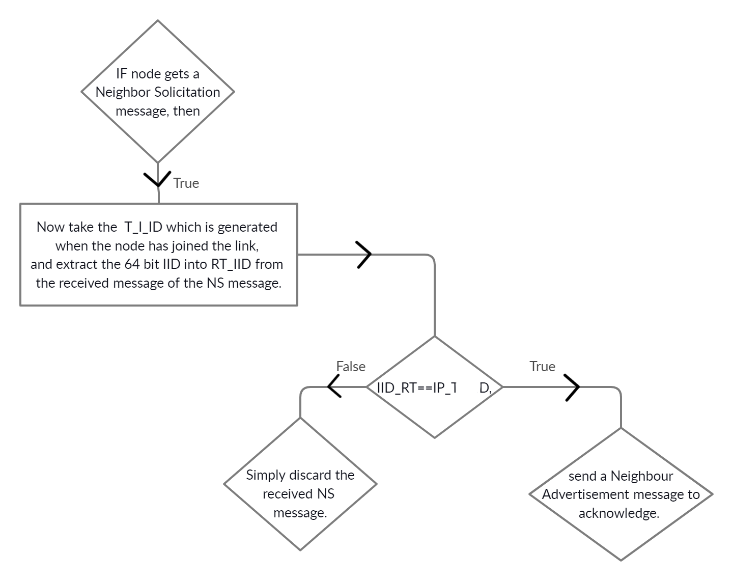 IF node gets a
Neighbor Solicitation
message, then
True
Now take the T_I_ID which is generated
when the node has joined the link,
and extract the 64 bit IID into RT_IID from
the received message of the NS message.
False
True
IID_RT==IP_T D,
Simply discard the
received NS
message.
send a Neighbour
Advertisement message to
acknowledge.